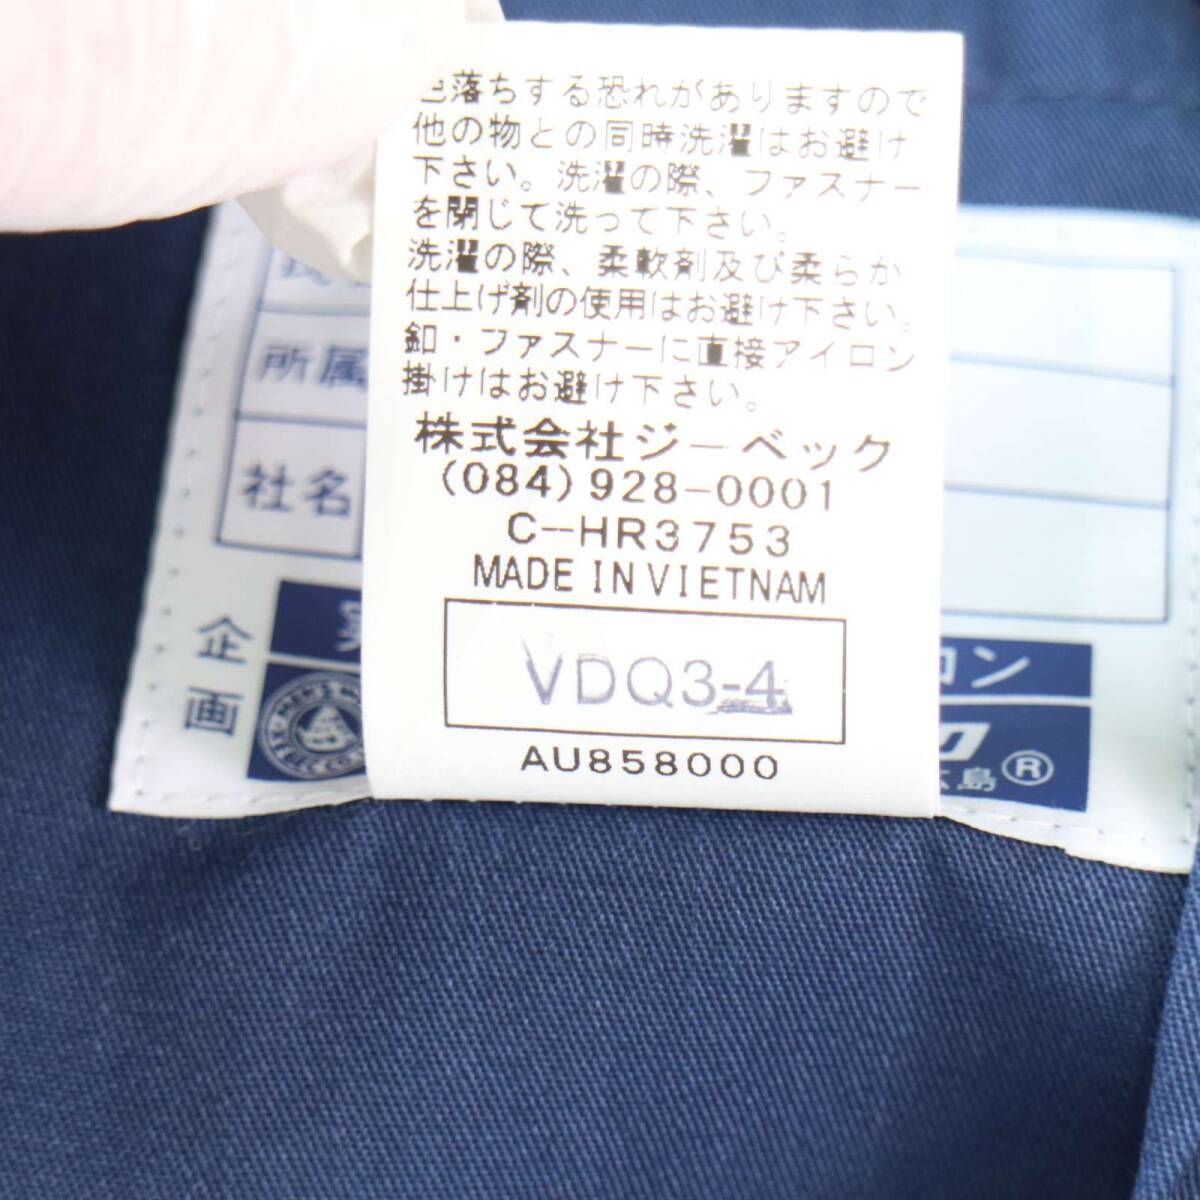 色落ちする恐れがありますので
他の物との同時洗濯はお避け
下さい。洗濯の際、ファスナー
を閉じて洗って下さい。
洗濯の際、柔軟剤及び柔らか
仕上げ剤の使用はお避け下さい。
釦・ファスナーに直接アイロン
掛けはお避け下さい。
株式会社ジーベック
(084)928-0001
C-HR3753
MADE IN VIETNAM
VDQ3-4
AU858000
所属
社名
企画
ロン
広島®